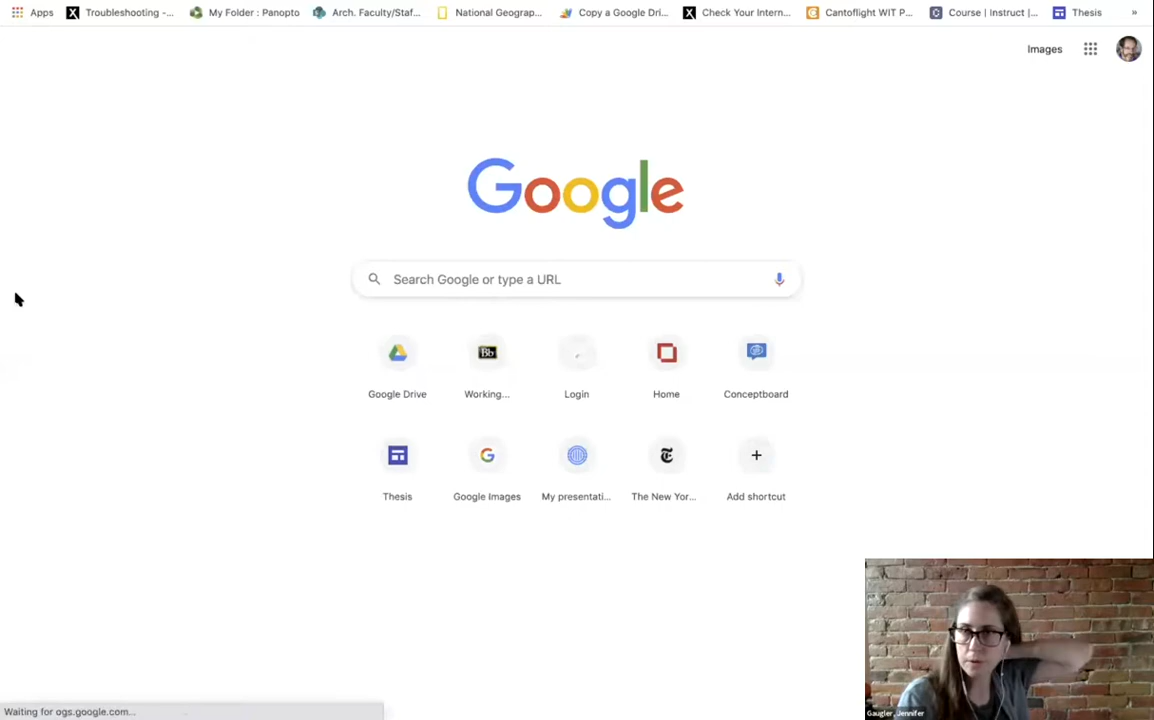 Apps
Troubleshooting -...
My Folder : Panopto
Arch. Faculty/Staf...
National Geograp...
Copy a Google Dri...
Check Your Intern...
Cantoflight WIT P...
Course | Instruct |...
Thesis
»
Images
Google
Search Google or type a URL
Bb
Google Drive
Working...
Login
Home
Conceptboard
Thesis
Google Images
My presentati...
The New Yor...
Add shortcut
Gaugler, Jennifer
Waiting for ogs.google.com...